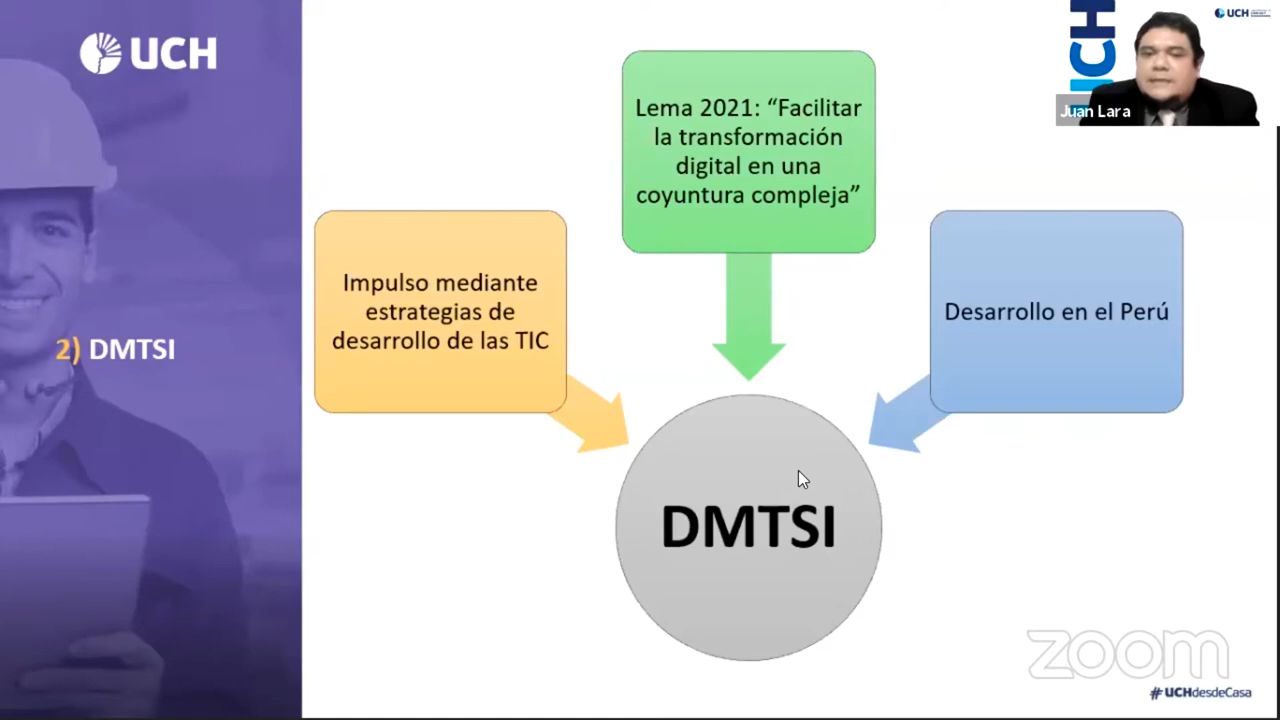 UCH
2) DMTSI
Lema 2021: “Facilitar
la transformación
digital en una
coyuntura compleja”
Impulso mediante
estrategias de
desarrollo de las TIC
Desarrollo en el Perú
DMTSI
UCH
UCH
Juan Lara
zoom
#UCHdesdeCasa